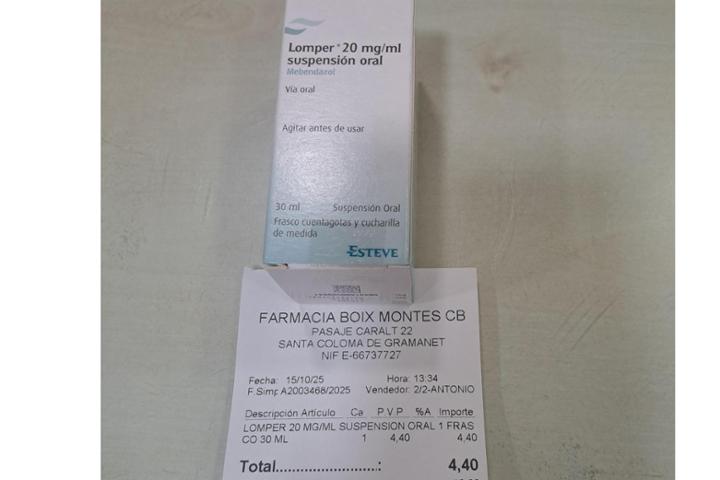 Lomper® 20 mg/ml
suspensión oral
Mebendazol
Vía oral
Agitar antes de usar
30 ml Suspensión Oral
Frasco cuentagotas y cucharilla
de medida
ESTEVE
FARMACIA BOIX MONTES CB
PASAJE CARALT 22
SANTA COLOMA DE GRAMANET
NIF E-66737727
Fecha: 15/10/25 Hora: 13:34
F.Simp A2003468/2025 Vendedor: 2/2-ANTONIO
Descripción Artículo Ca P V P %A Importe
LOMPER 20 MG/ML SUSPENSION ORAL 1 FRAS
CO 30 ML 1 4,40 4,40
Total..................: 4,40